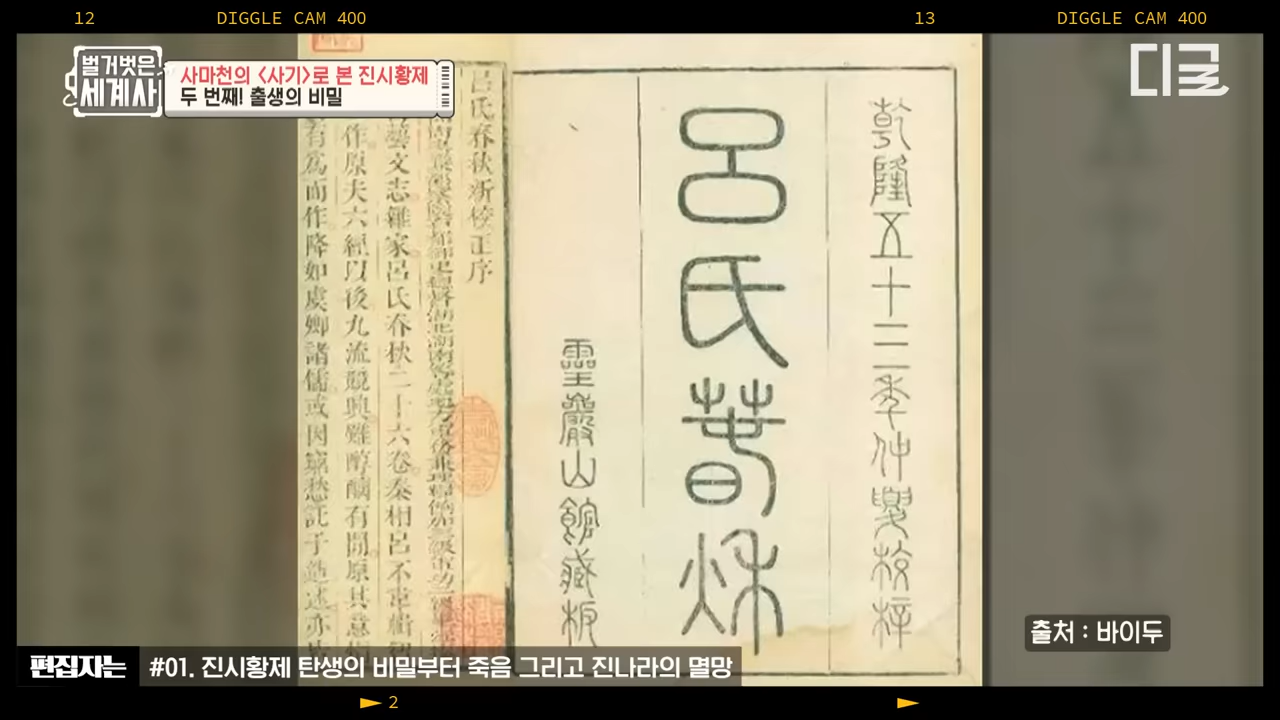 12
DIGGLE CAM 400
13
DIGGLE CAM 400
벌거벗은
세계사
사마천의 <사기>로 본 진시황제
두 번째! 출생의 비밀
디글
乾隆五十三季仲夏校梓
呂氏春秌
靈巖山館藏板
呂氏春秋新校正序
藝文志雜家呂氏春秋二十六卷秦相呂不韋輯
作原夫六經以後九流競興雖醇醨有間原其意
有爲而作降如虞卿諸儒或因窮愁託于造述亦
출처 : 바이두
편집자는
#01. 진시황제 탄생의 비밀부터 죽음 그리고 진나라의 멸망
2